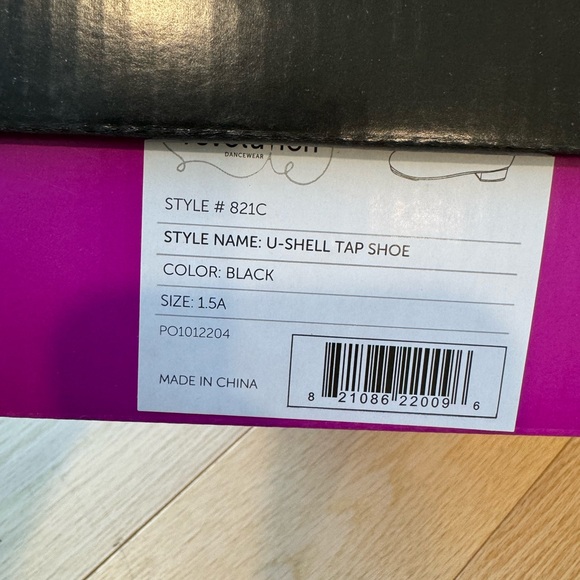 DANCEWEAR
STYLE # 821C
STYLE NAME: U-SHELL TAP SHOE
COLOR: BLACK
SIZE: 1.5A
PO1012204
MADE IN CHINA
8 21086 22009 6